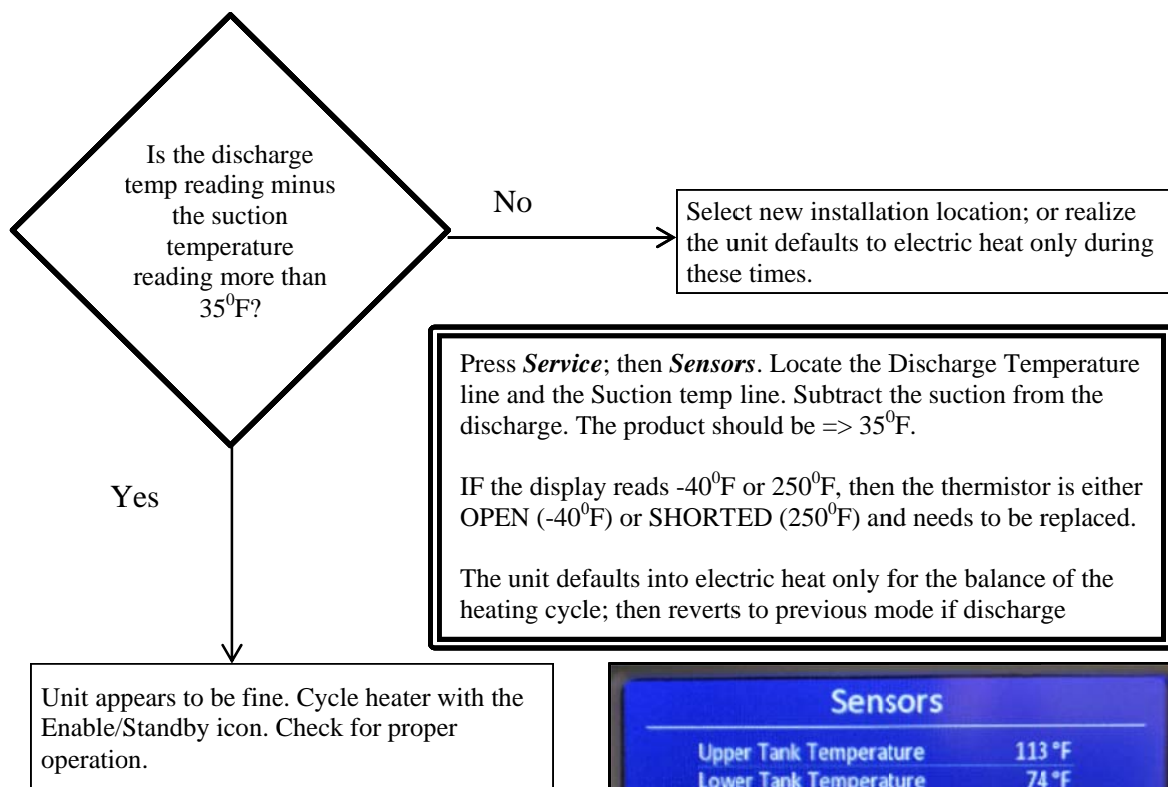 Is the discharge
temp reading minus
the suction
temperature
reading more than
35⁰F?
No
Select new installation location; or realize
the unit defaults to electric heat only during
these times.
Press Service; then Sensors. Locate the Discharge Temperature
line and the Suction temp line. Subtract the suction from the
discharge. The product should be => 35⁰F.
IF the display reads -40⁰F or 250⁰F, then the thermistor is either
OPEN (-40⁰F) or SHORTED (250⁰F) and needs to be replaced.
The unit defaults into electric heat only for the balance of the
heating cycle; then reverts to previous mode if discharge
Yes
Unit appears to be fine. Cycle heater with the
Enable/Standby icon. Check for proper
operation.
Sensors
Upper Tank Temperature 113 °F
Lower Tank Temperature 74 °F